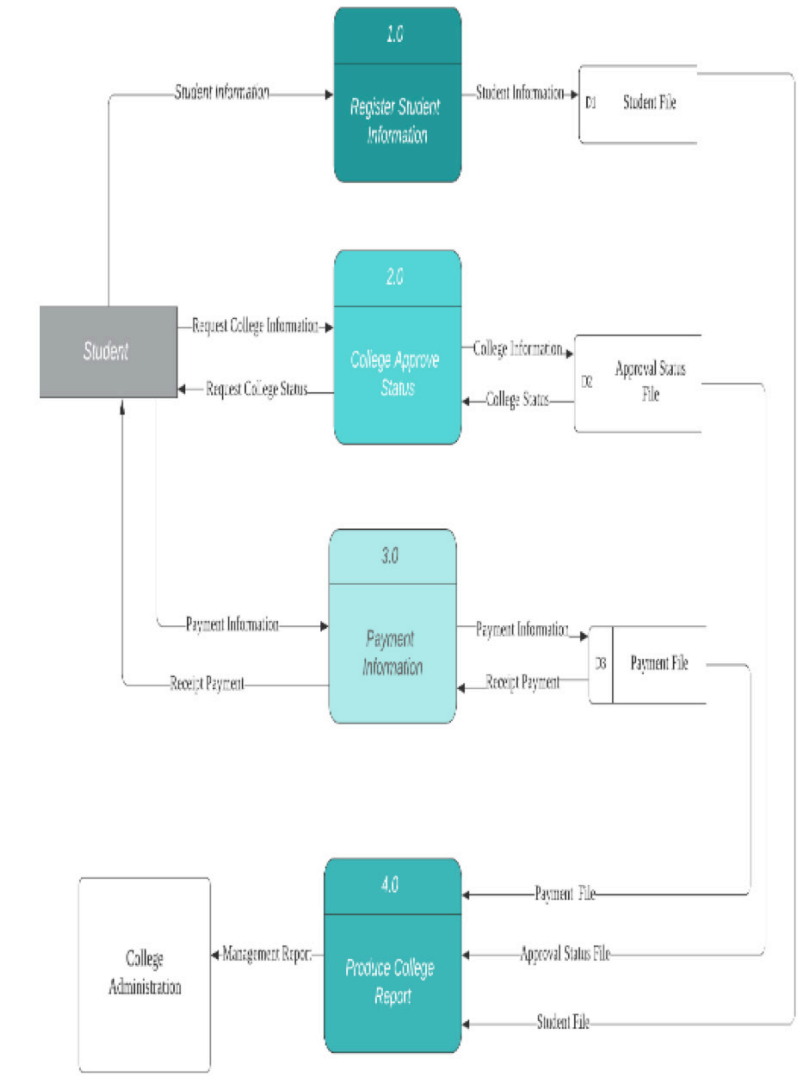 1.0
Student Information
Student Information
Register Student
Information
D1
Student File
2.0
Request College Information
Student
College Approve
Status
College Information
Approval Status
File
D2
Request College Status
College Status
3.0
Payment Information
Payment Information
Payment
Information
D3
Payment File
Receipt Payment
Receipt Payment
4.0
Payment File
College
Administration
Management Report
Produce College
Report
Approval Status File
Student File